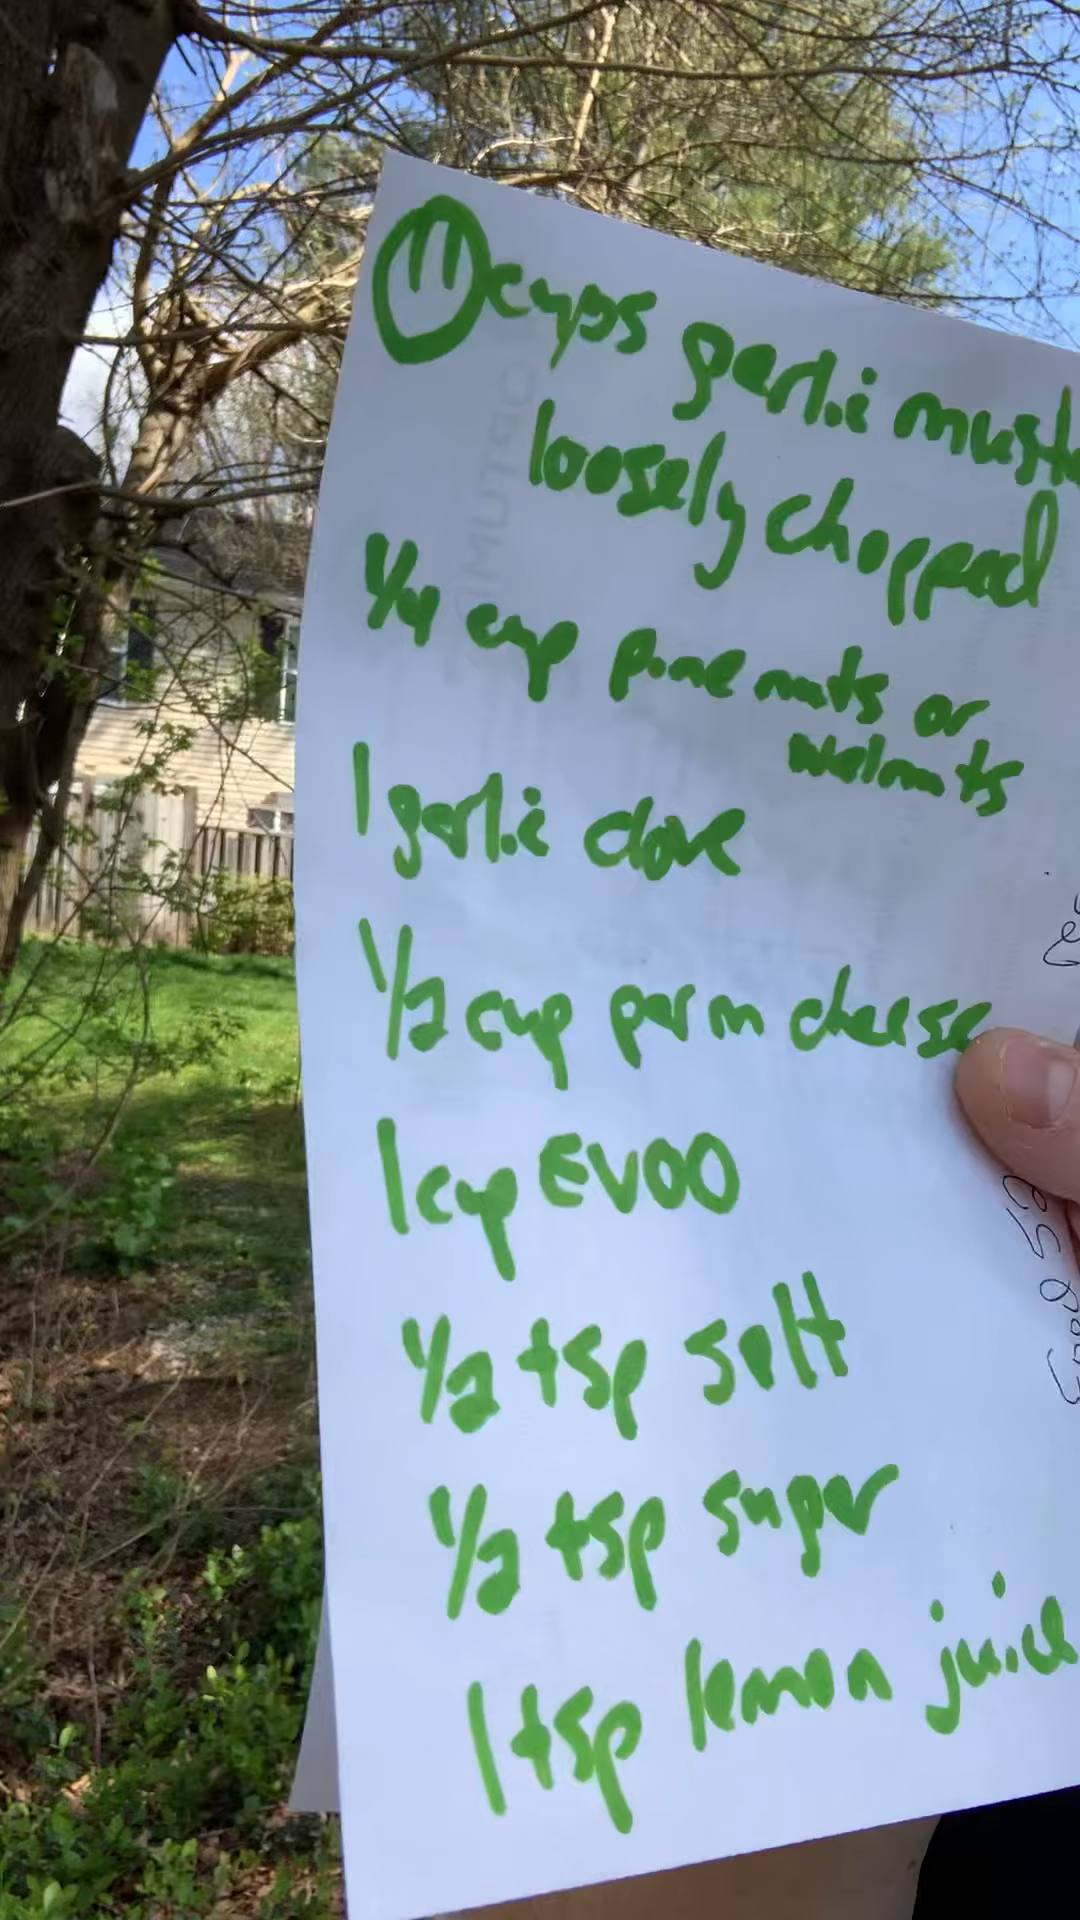 cups garlic must
loosely chopped
1/4 cup pine nuts or
walnuts
1 garlic clove
1/2 cup parm cheese
1 cup EVOO
1/2 tsp salt
1/2 tsp sugar
1 tsp lemon juice